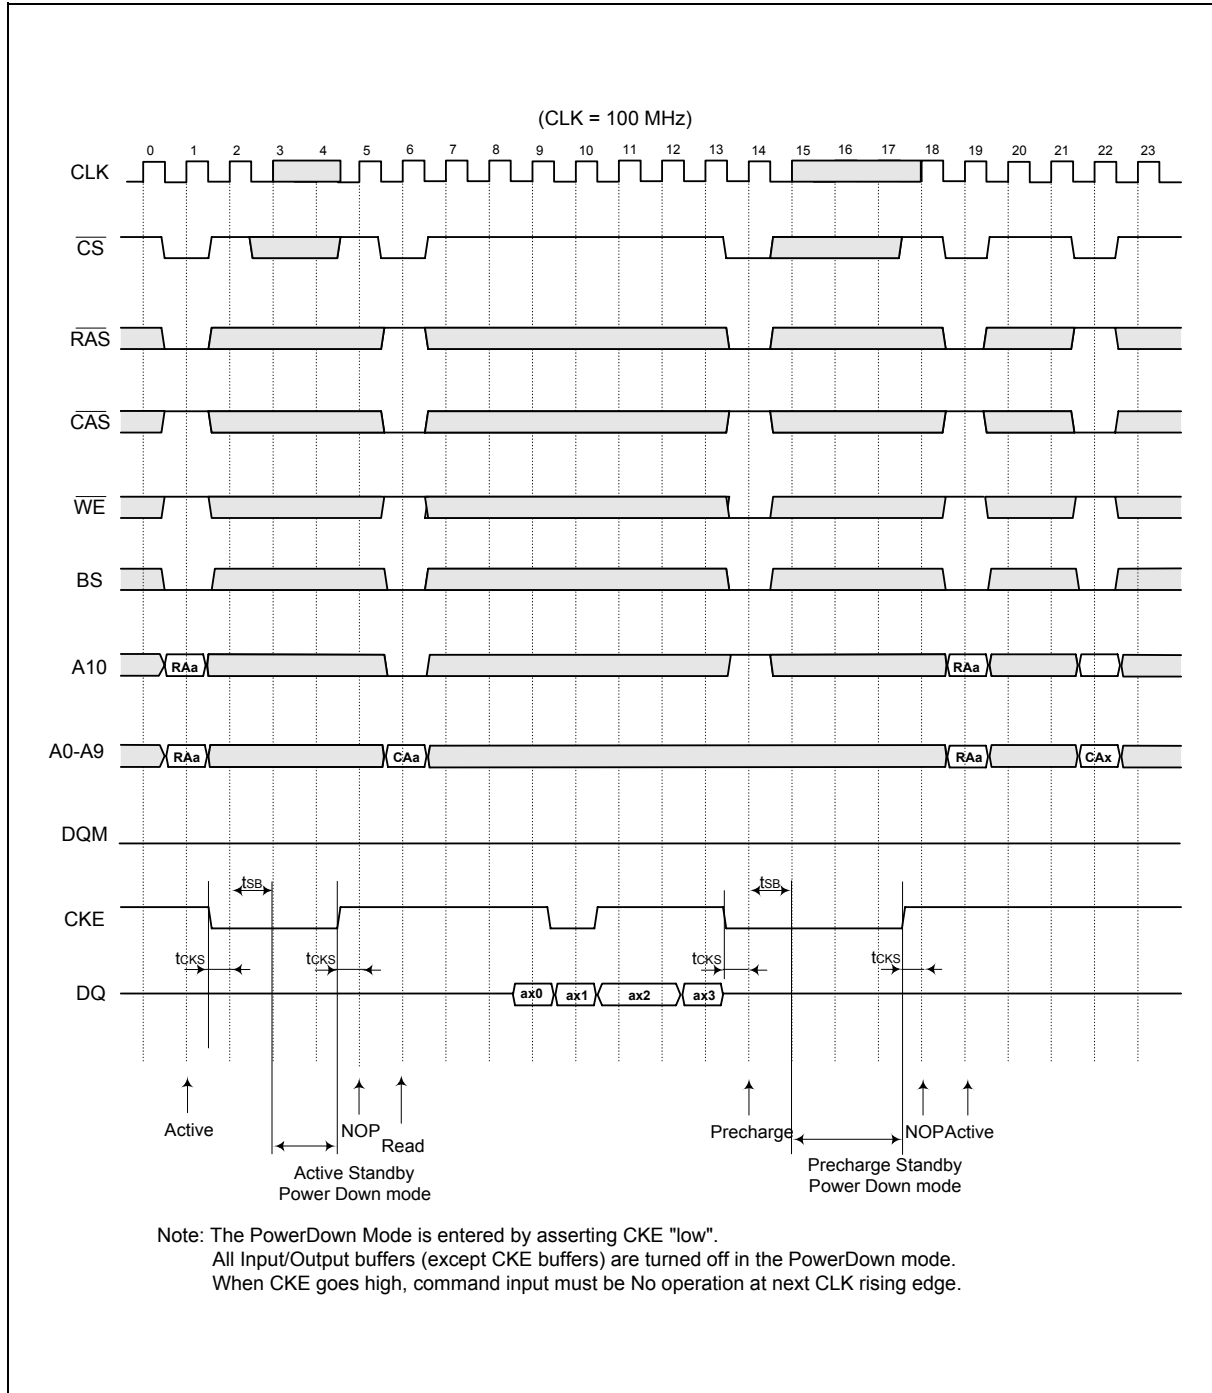 (CLK = 100 MHz)
0 1 2 3 4 5 6 7 8 9 10 11 12 13 14 15 16 17 18 19 20 21 22 23
CLK
CS
RAS
CAS
WE
BS
A10 RAa RAa
A0-A9 RAa CAa RAa CAx
DQM
tSB tSB
CKE
tCKS tCKS tCKS tCKS
DQ ax0 ax1 ax2 ax3
Active NOP Read Precharge NOP Active
Active Standby
Power Down mode
Precharge Standby
Power Down mode
Note: The PowerDown Mode is entered by asserting CKE "low".
All Input/Output buffers (except CKE buffers) are turned off in the PowerDown mode.
When CKE goes high, command input must be No operation at next CLK rising edge.